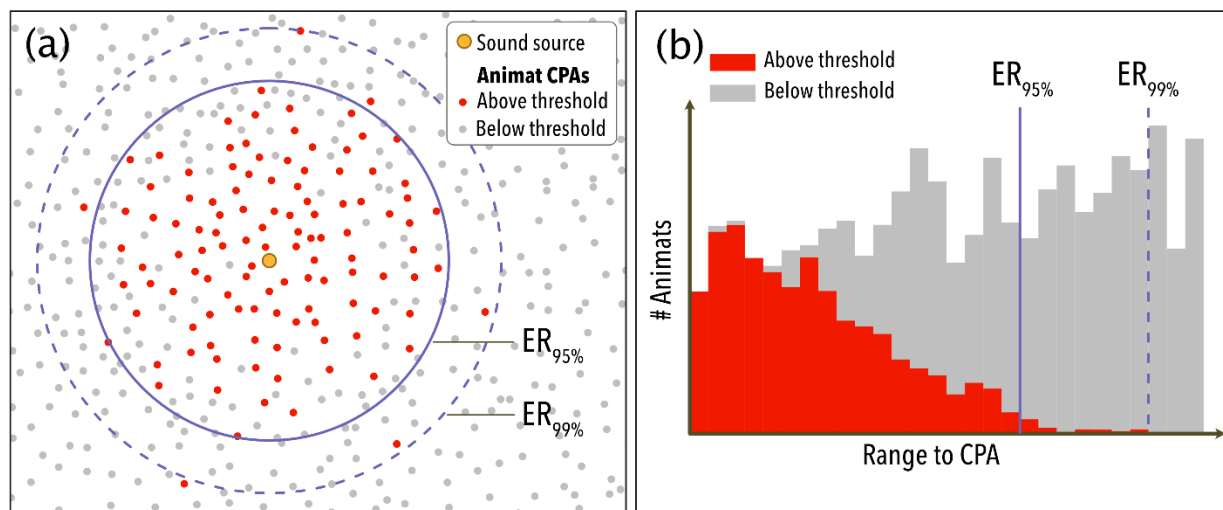 (a)
Sound source
Animat CPAs
Above threshold
Below threshold
ER95%
ER99%
(b)
Above threshold
Below threshold
ER95%
ER99%
# Animats
Range to CPA